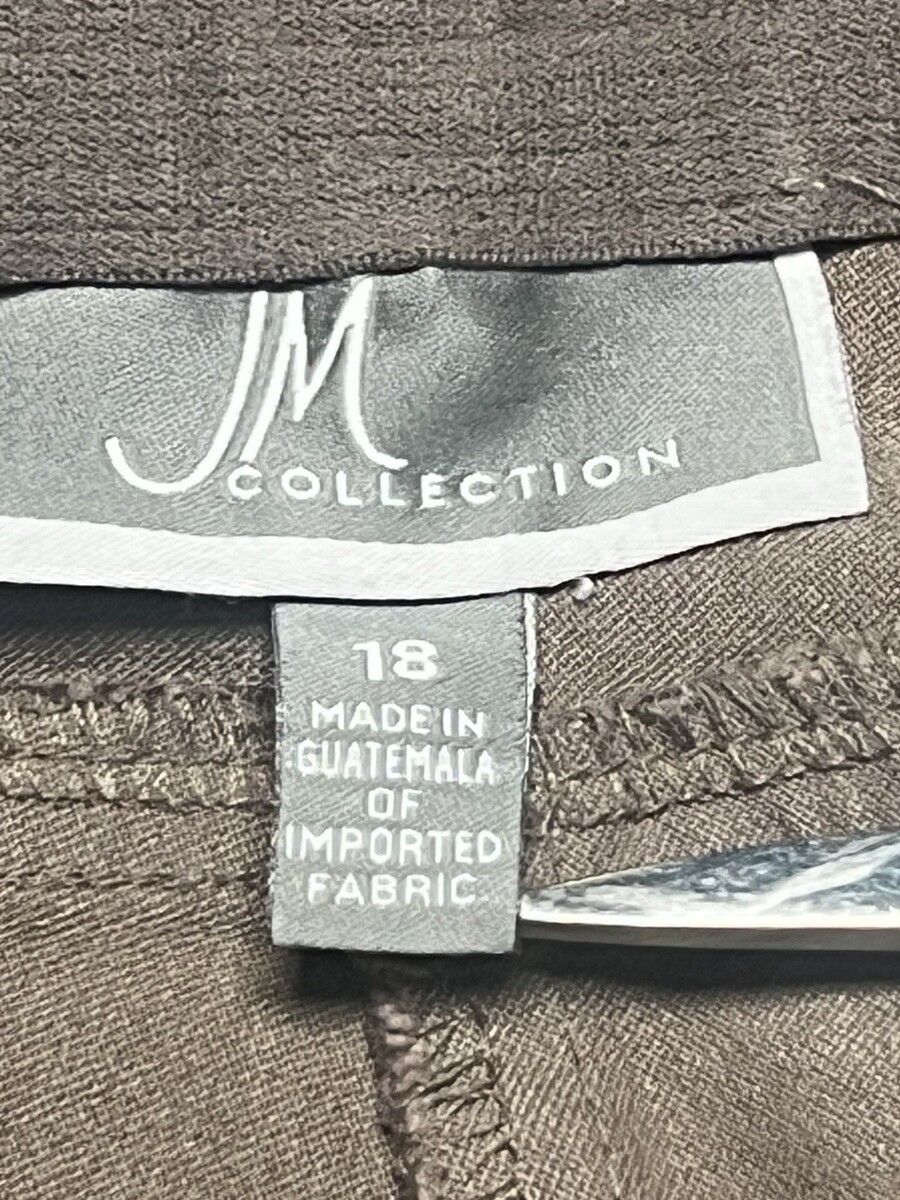 JM
COLLECTION
18
MADE IN
GUATEMALA
OF
IMPORTED
FABRIC